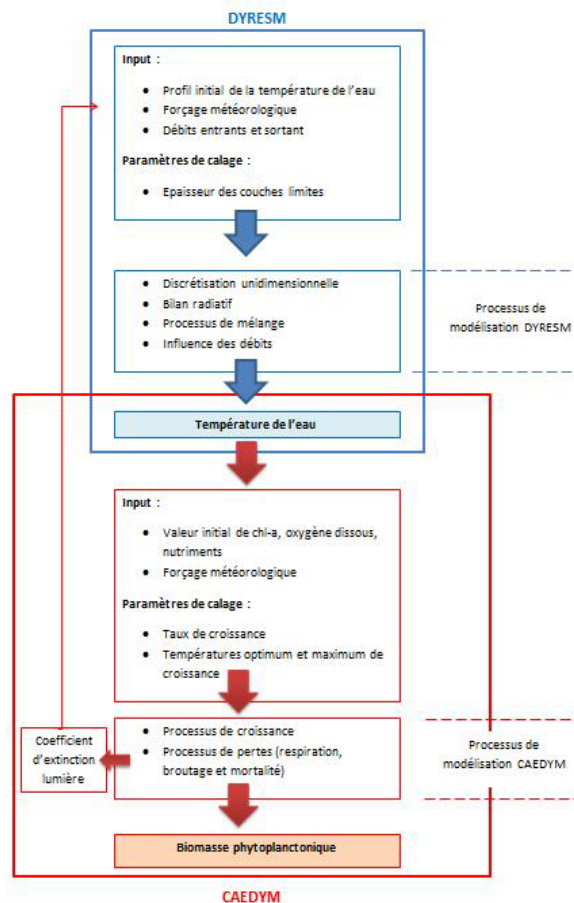 DYRESM
Input :
• Profil initial de la température de l'eau
• Forçage météorologique
• Débits entrants et sortant
Paramètres de calage :
• Epaisseur des couches limites
• Discrétisation unidimensionnelle
• Bilan radiatif
• Processus de mélange
• Influence des débits
Processus de
modélisation DYRESM
Température de l'eau
Input :
• Valeur initial de chl-a, oxygène dissous,
nutriments
• Forçage météorologique
Paramètres de calage :
• Taux de croissance
• Températures optimum et maximum de
croissance
Coefficient
d'extinction
lumière
• Processus de croissance
• Processus de pertes (respiration,
broutage et mortalité)
Processus de
modélisation CAEDYM
Biomasse phytoplanctonique
CAEDYM